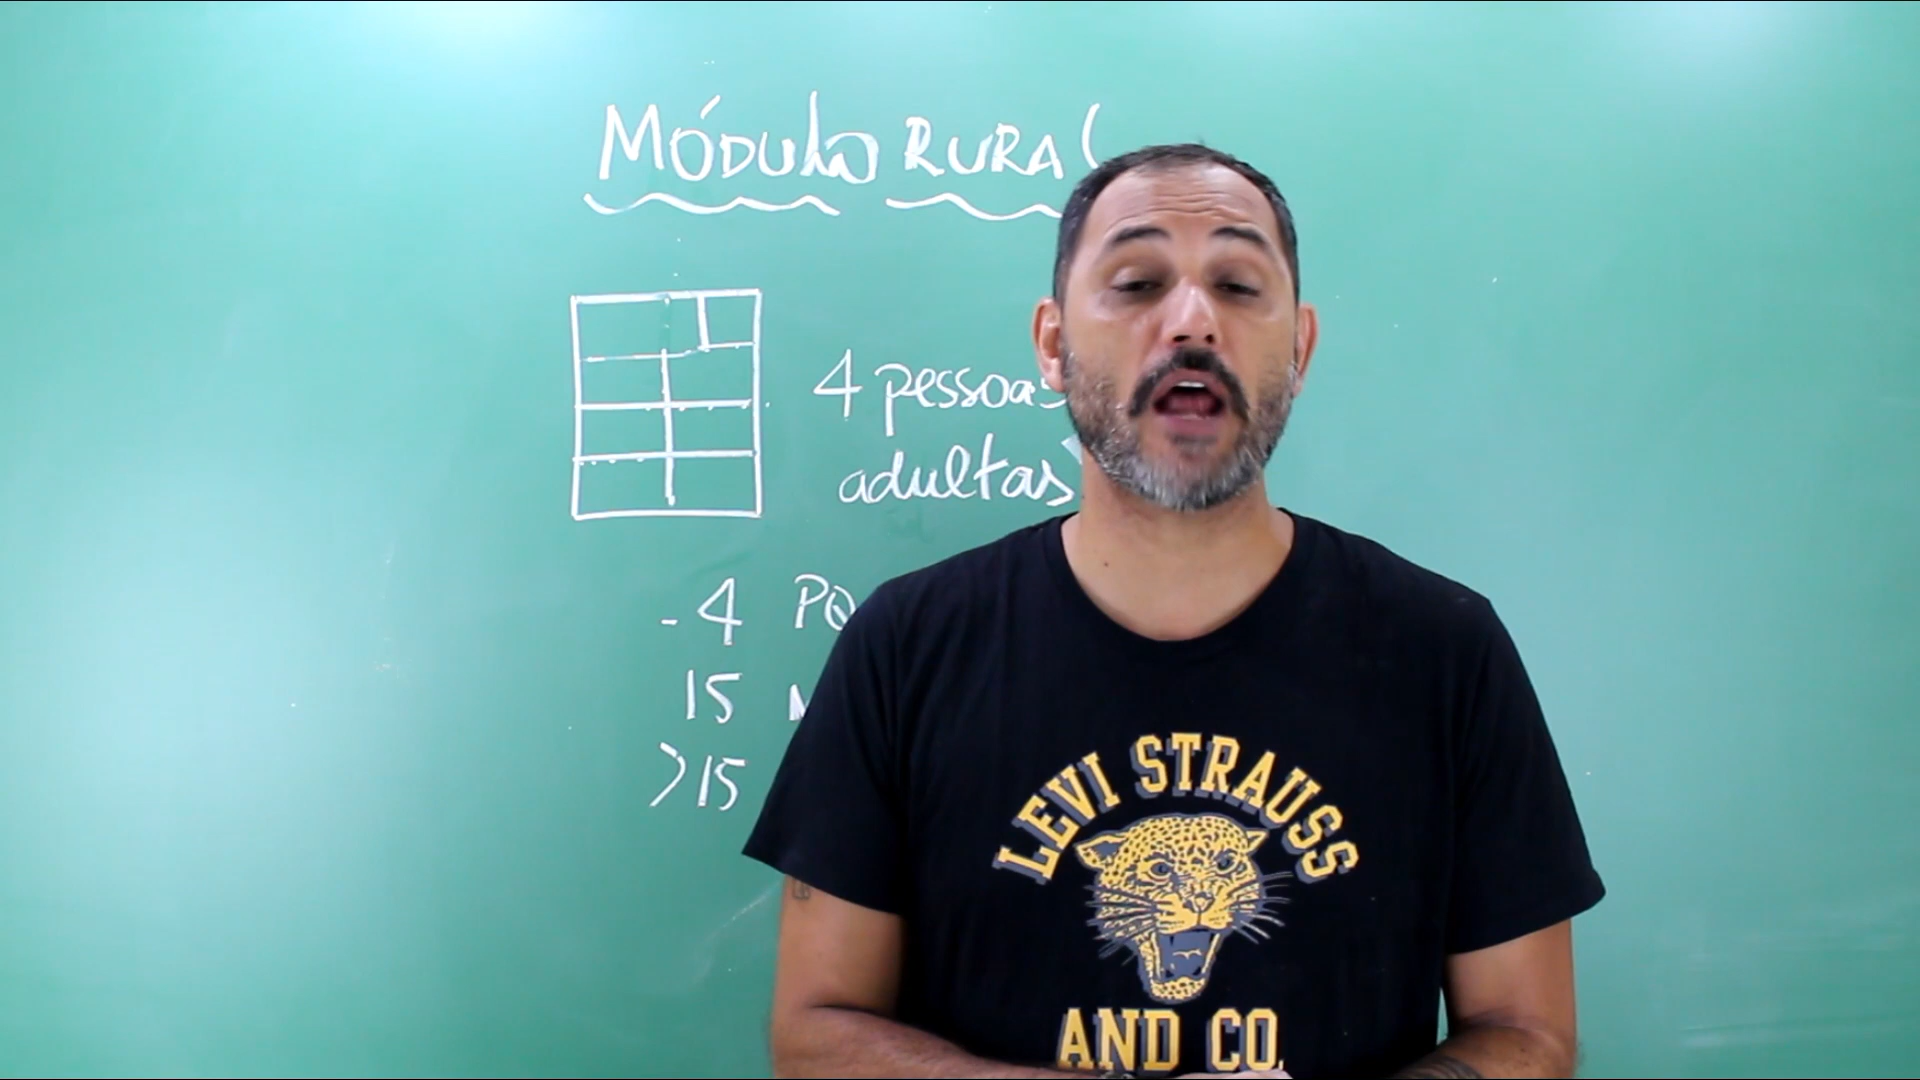 MÓDULO RURAL
4 pessoas
adultas
- 4
15
>15
LEVI STRAUSS
AND CO.